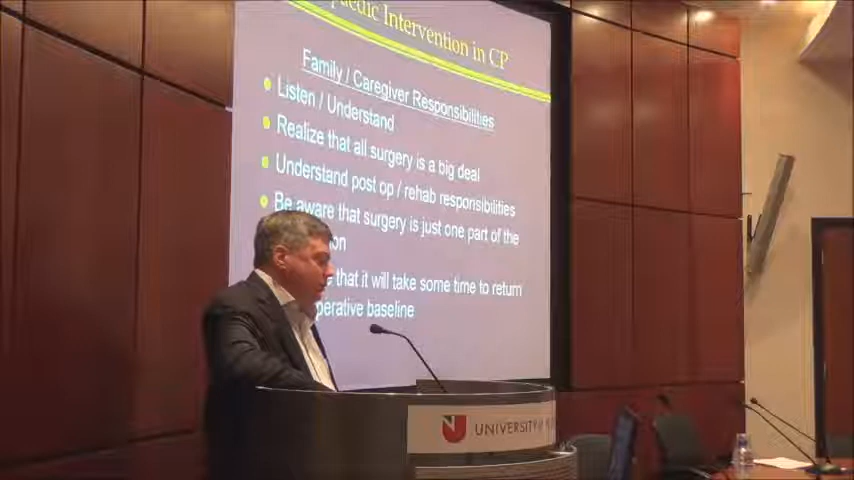 paedic Intervention in CP
Family / Caregiver Responsibilities
Listen / Understand
Realize that all surgery is a big deal
Understand post op / rehab responsibilities
Be aware that surgery is just one part of the
on
that it will take some time to return
perative baseline
UNIVERSITY